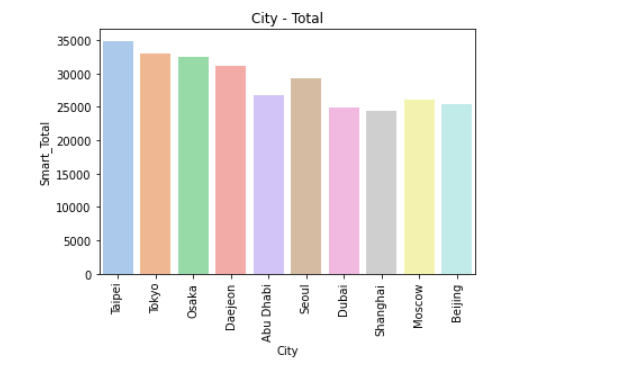 City - Total
Smart_Total
35000
30000
25000
20000
15000
10000
5000
0
Taipei
Tokyo
Osaka
Daejeon
Abu Dhabi
Seoul
Dubai
Shanghai
Moscow
Beijing
City